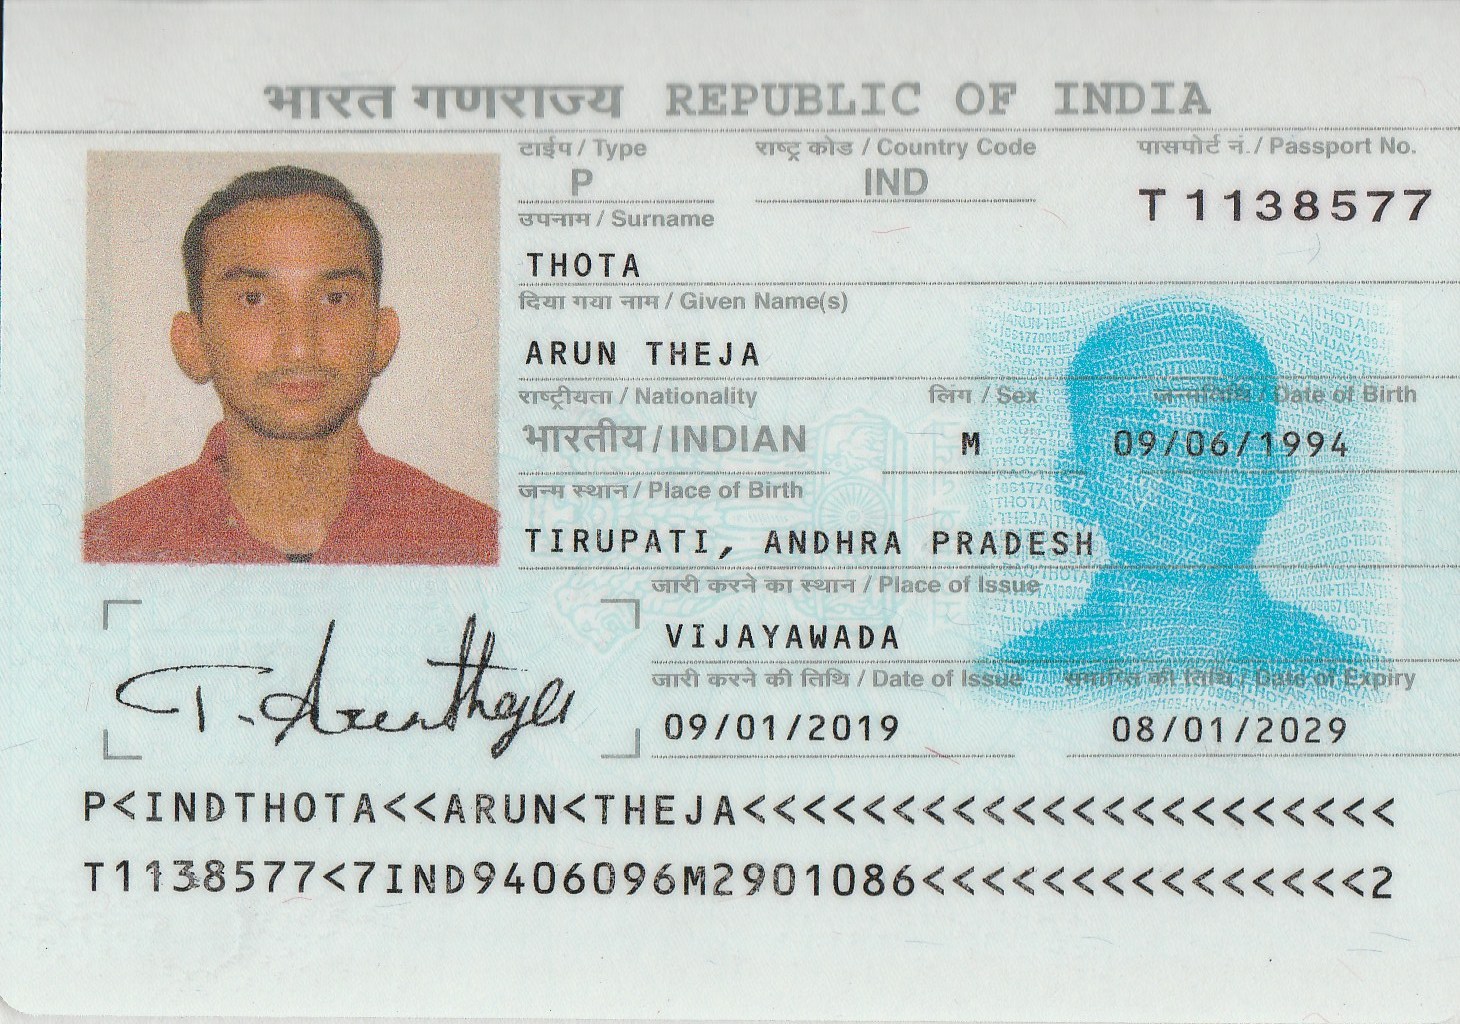 भारत गणराज्य REPUBLIC OF INDIA
टाईप / Type राष्ट्र कोड / Country Code पासपोर्ट नं. / Passport No.
P IND T1138577
उपनाम / Surname
THOTA
दिया गया नाम / Given Name(s)
ARUN THEJA
राष्ट्रीयता / Nationality लिंग / Sex जन्मतिथि / Date of Birth
भारतीय / INDIAN M 09/06/1994
जन्म स्थान / Place of Birth
TIRUPATI, ANDHRA PRADESH
जारी करने का स्थान / Place of Issue
VIJAYAWADA
जारी करने की तिथि / Date of Issue समाप्ति की तिथि / Date of Expiry
09/01/2019 08/01/2029
T. Arun theja
P<INDTHOTA<<ARUN<THEJA<<<<<<<<<<<<<<<<<<<<<<
T1138577<7IND9406096M2901086<<<<<<<<<<<<<<<2